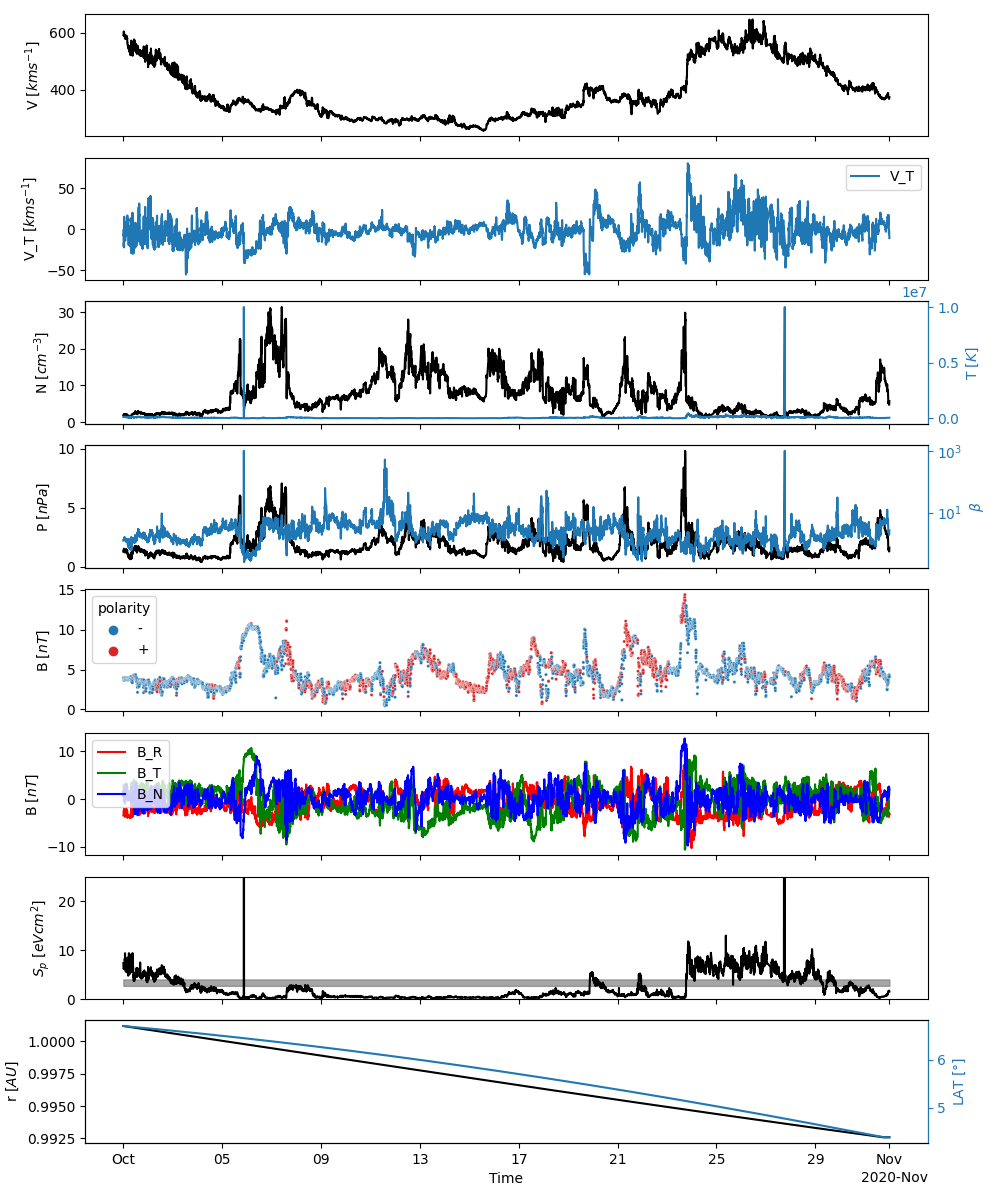 V [kms⁻¹]
600
400
V_T [kms⁻¹]
50
0
−50
V_T
N [cm⁻³]
30
20
10
0
1e7
1.0
0.5
0.0
T [K]
P [nPa]
10
5
0
10³
10¹
β
B [nT]
15
10
5
0
polarity
-
+
B [nT]
10
0
−10
B_R
B_T
B_N
S_p [eVcm²]
20
10
0
r [AU]
1.0000
0.9975
0.9950
0.9925
6
5
LAT [°]
Oct
05
09
13
17
21
25
29
Nov
Time
2020-Nov